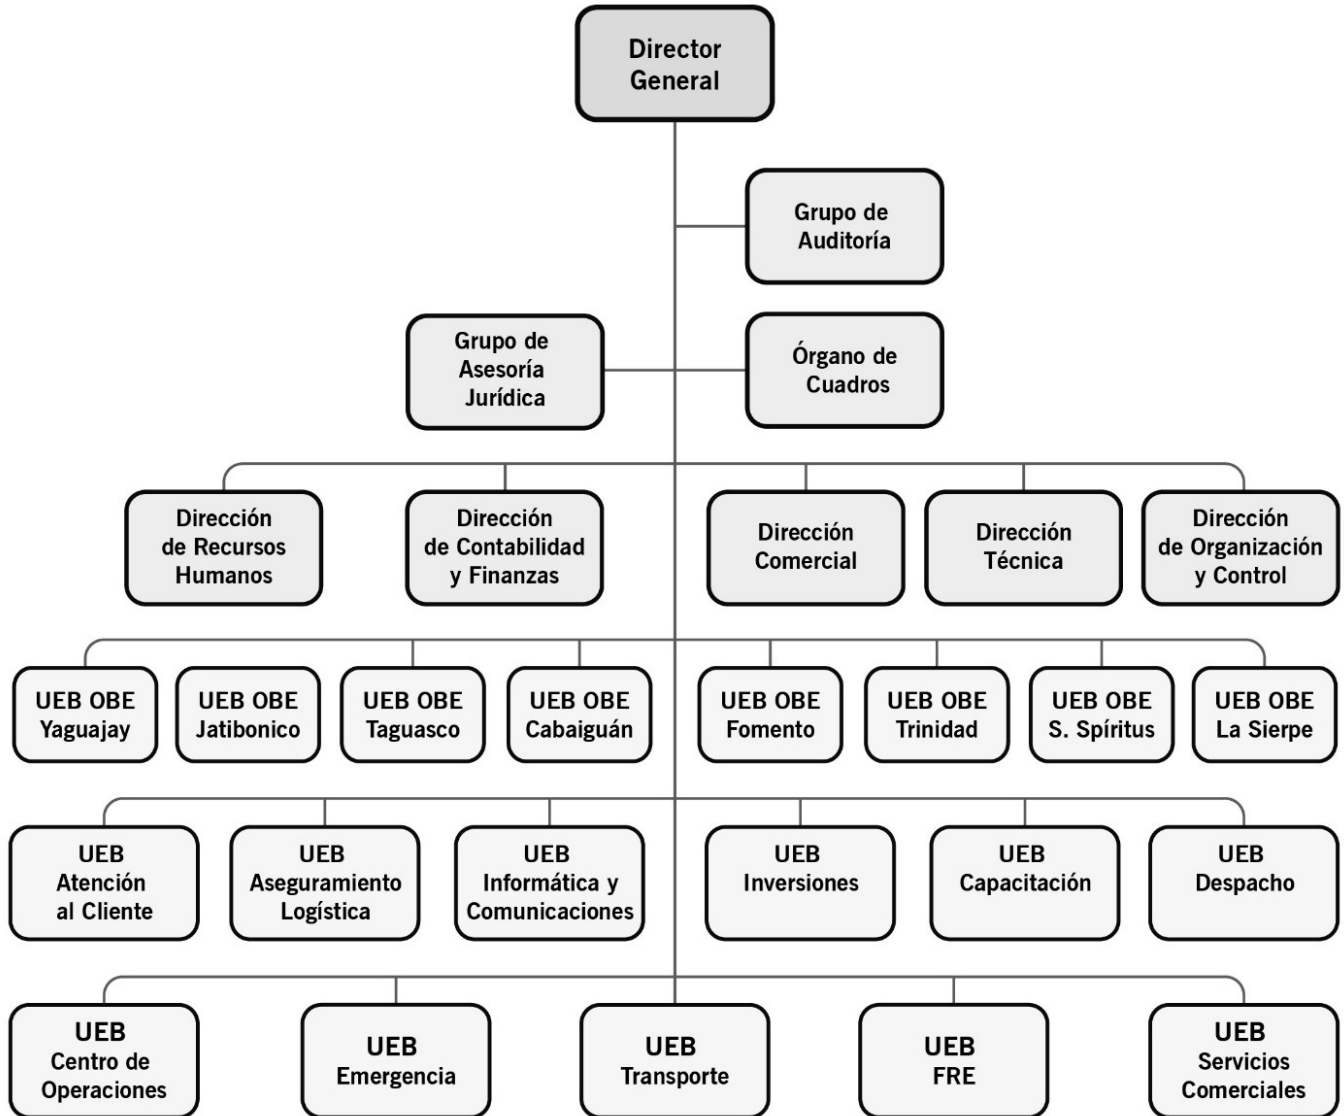 Director
General
Grupo de
Auditoría
Grupo de
Asesoría
Jurídica
Órgano de
Cuadros
Dirección
de Recursos
Humanos
Dirección
de Contabilidad
y Finanzas
Dirección
Comercial
Dirección
Técnica
Dirección
de Organización
y Control
UEB OBE
Yaguajay
UEB OBE
Jatibonico
UEB OBE
Taguasco
UEB OBE
Cabaiguán
UEB OBE
Fomento
UEB OBE
Trinidad
UEB OBE
S. Spíritus
UEB OBE
La Sierpe
UEB
Atención
al Cliente
UEB
Aseguramiento
Logística
UEB
Informática y
Comunicaciones
UEB
Inversiones
UEB
Capacitación
UEB
Despacho
UEB
Centro de
Operaciones
UEB
Emergencia
UEB
Transporte
UEB
FRE
UEB
Servicios
Comerciales